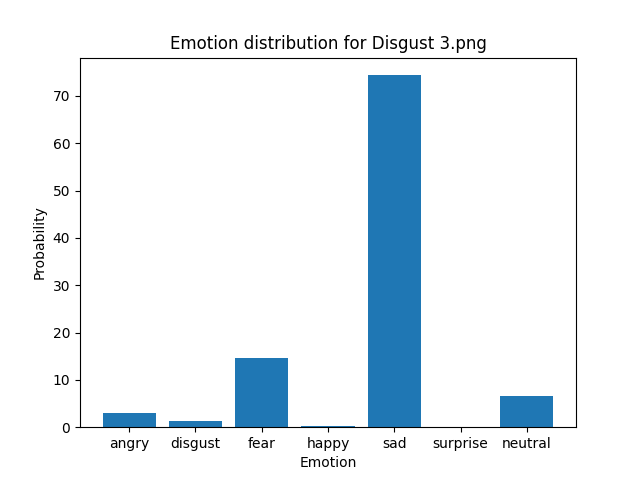 Emotion distribution for Disgust 3.png
Probability
70
60
50
40
30
20
10
0
angry disgust fear happy sad surprise neutral
Emotion